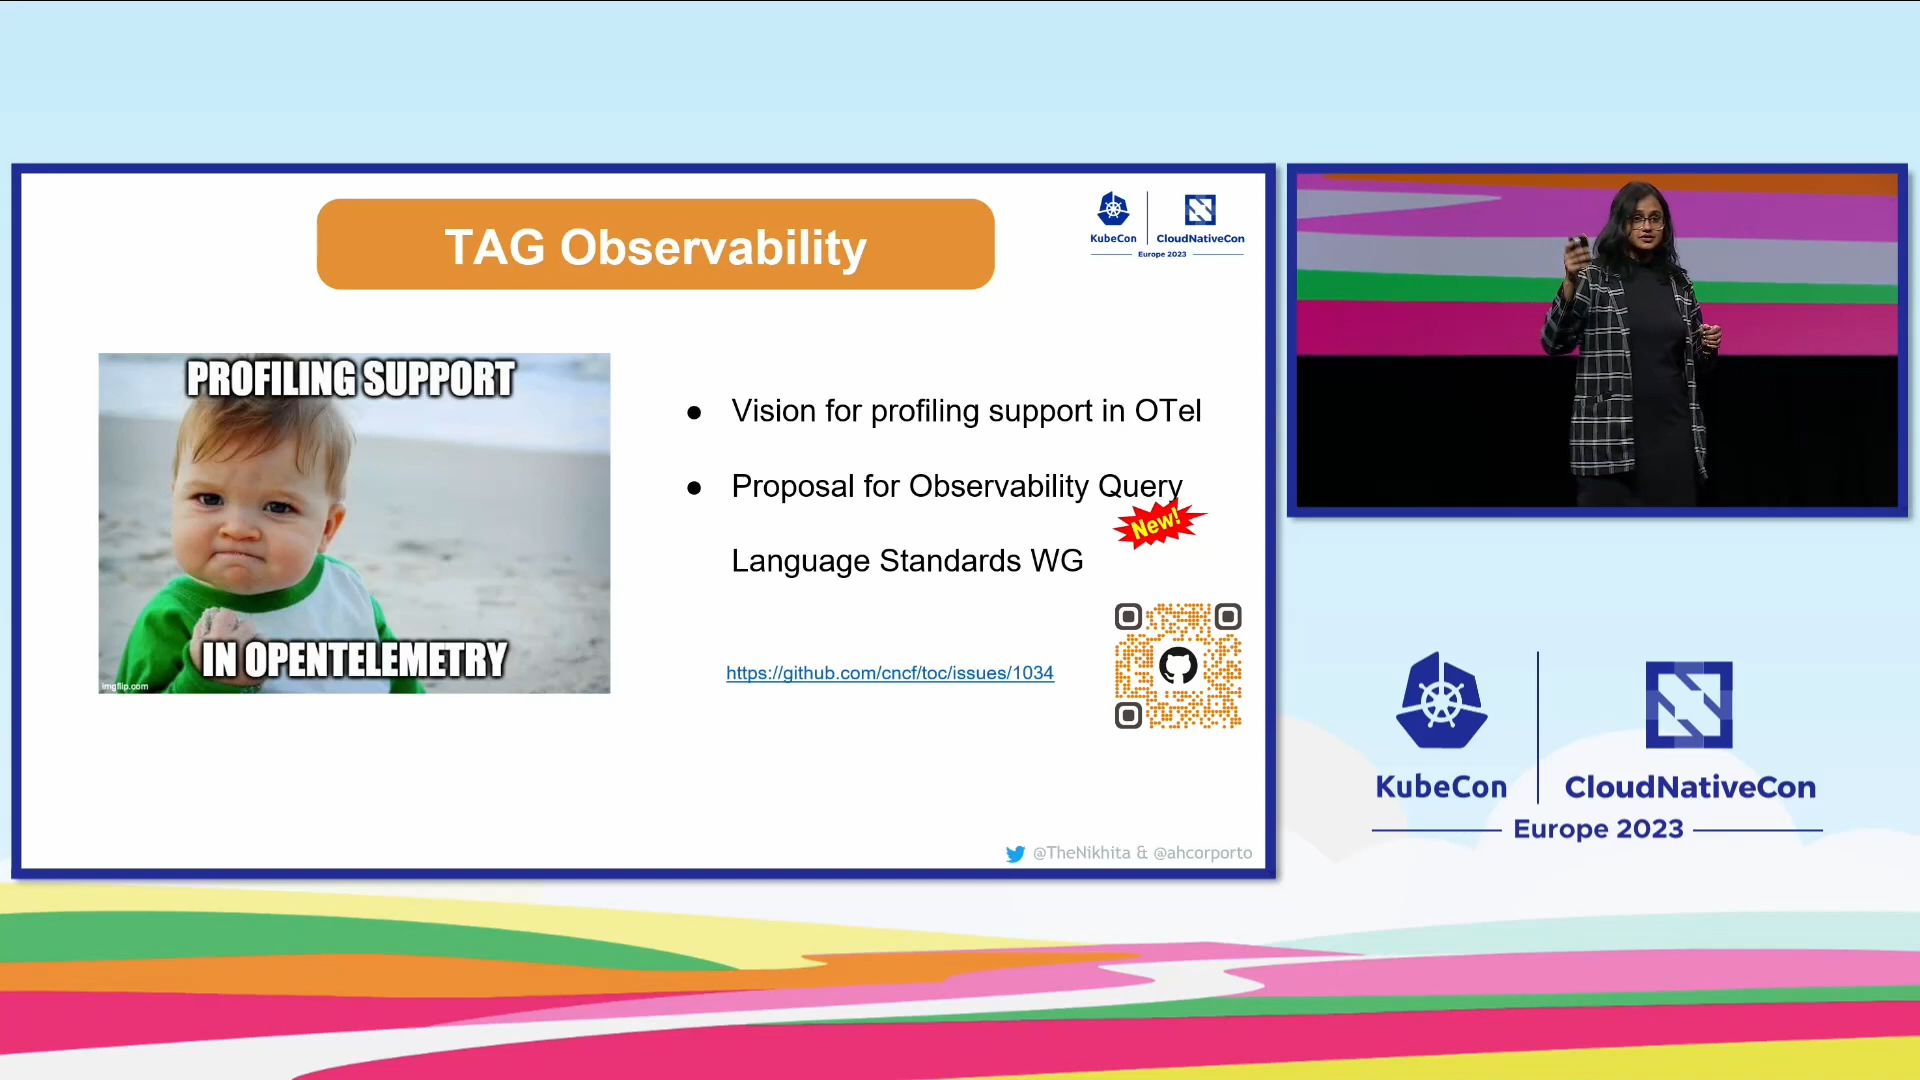 TAG Observability
KubeCon
CloudNativeCon
Europe 2023
PROFILING SUPPORT
IN OPENTELEMETRY
imgflip.com
● Vision for profiling support in OTel
● Proposal for Observability Query
New!
Language Standards WG
https://github.com/cncf/toc/issues/1034
@TheNikhita & @ahcorporto
KubeCon
CloudNativeCon
Europe 2023